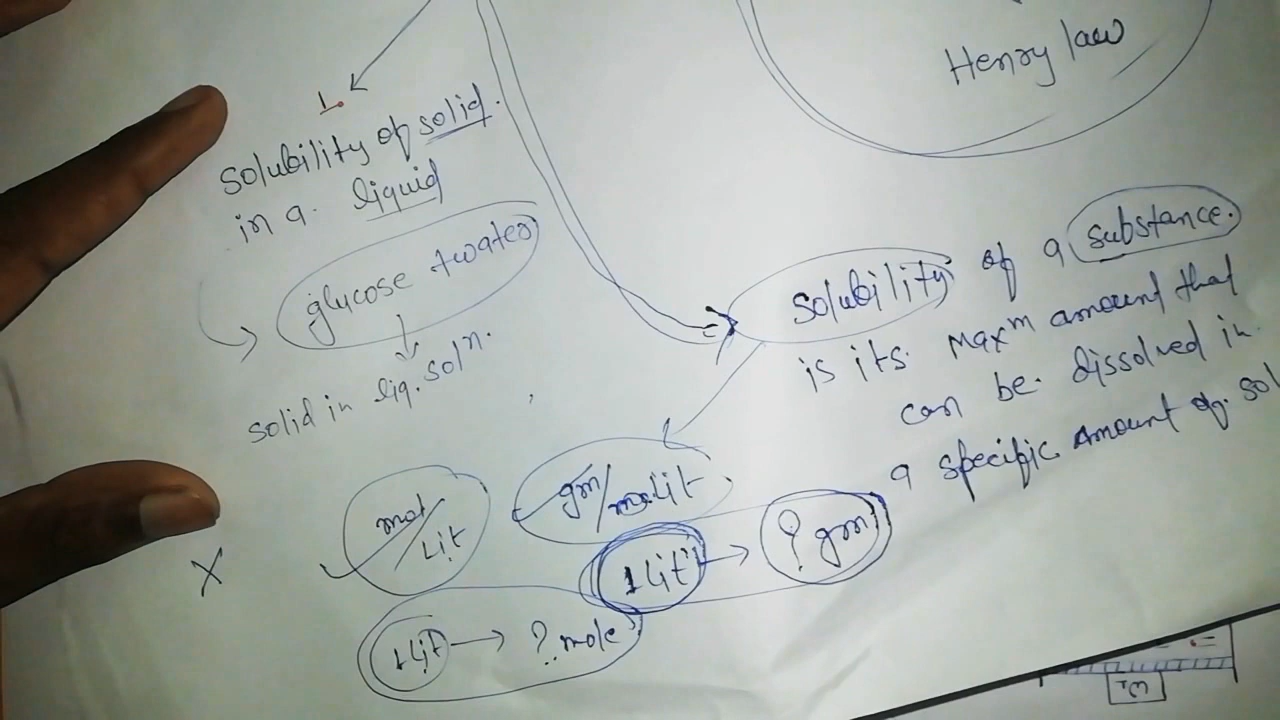 Henry law
1.
solubility of solid.
in a. liquid
glucose + water
solid in liq. solⁿ.
solubility of a substance.
is its. maxᵐ amount that
can be. dissolved in
a specific amount of. sol
mol/Lit
gm/Lit
1 Lit → ? gm
1 Lit → ? mole
X